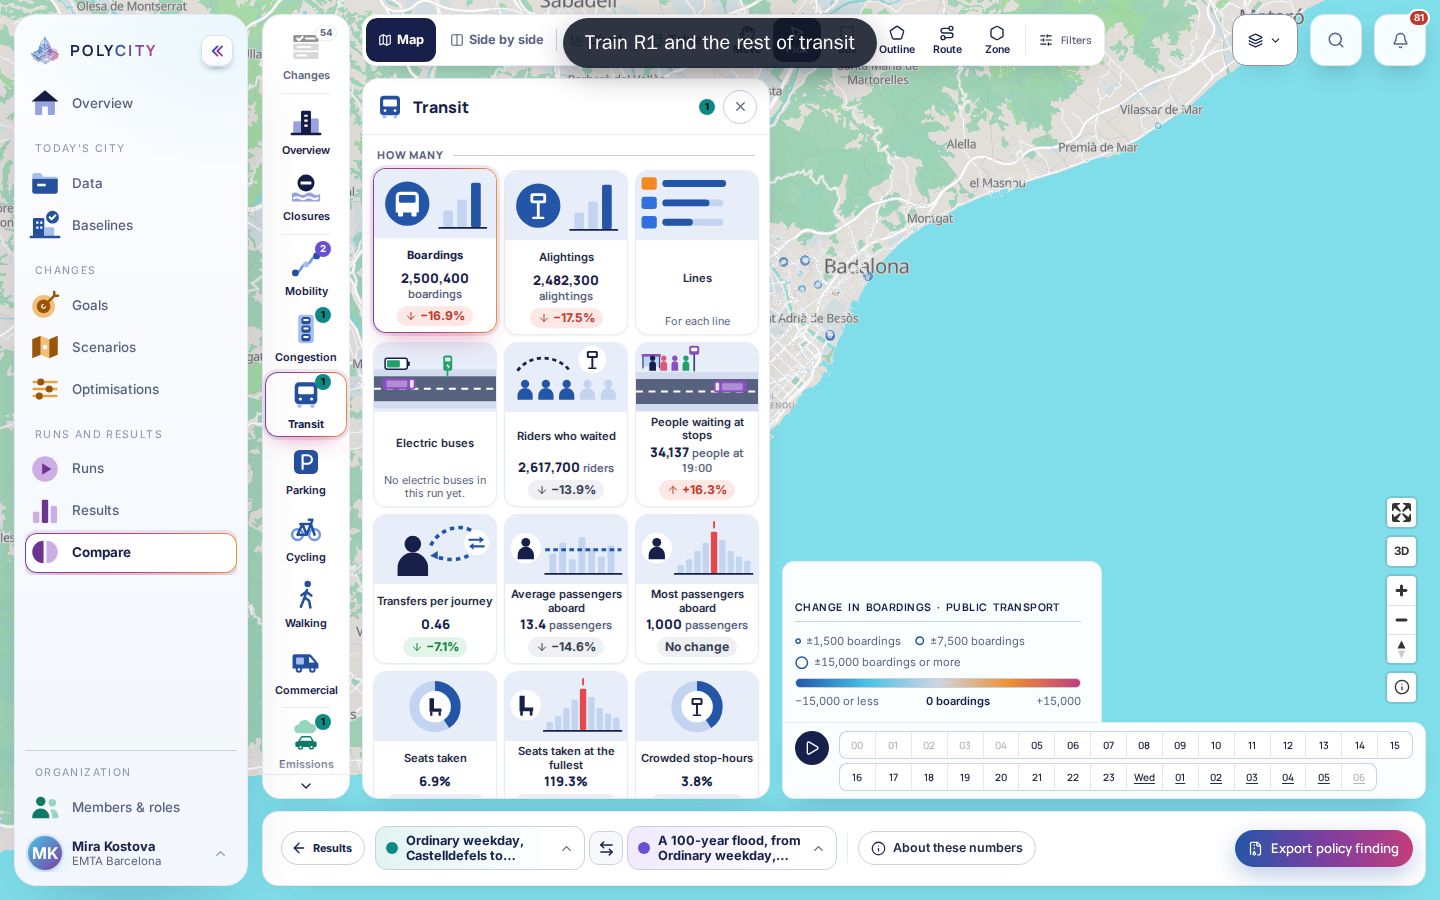 Olesa de Montserrat
Sabadell
Mataró
POLYCITY
Overview
TODAY'S CITY
Data
Baselines
CHANGES
Goals
Scenarios
Optimisations
RUNS AND RESULTS
Runs
Results
Compare
ORGANIZATION
Members & roles
MK
Mira Kostova
EMTA Barcelona
54
Changes
Overview
Closures
2
Mobility
1
Congestion
1
Transit
Parking
Cycling
Walking
Commercial
1
Emissions
Map
Side by side
Train R1 and the rest of transit
Outline
Route
Zone
Filters
81
Transit
1
HOW MANY
Boardings
2,500,400
boardings
↓ −16.9%
Alightings
2,482,300
alightings
↓ −17.5%
Lines
For each line
Electric buses
No electric buses in
this run yet.
Riders who waited
2,617,700 riders
↓ −13.9%
People waiting at
stops
34,137 people at
19:00
↑ +16.3%
Transfers per journey
0.46
↓ −7.1%
Average passengers
aboard
13.4 passengers
↓ −14.6%
Most passengers
aboard
1,000 passengers
No change
Seats taken
6.9%
Seats taken at the
fullest
119.3%
Crowded stop-hours
3.8%
Martorelles
Vilassar de Mar
Alella
Premià de Mar
el Masnou
Montgat
Badalona
nt Adrià de Besòs
CHANGE IN BOARDINGS · PUBLIC TRANSPORT
±1,500 boardings
±7,500 boardings
±15,000 boardings or more
−15,000 or less
0 boardings
+15,000
3D
00 01 02 03 04 05 06 07 08 09 10 11 12 13 14 15
16 17 18 19 20 21 22 23 Wed 01 02 03 04 05 06
Results
Ordinary weekday,
Castelldefels to...
A 100-year flood, from
Ordinary weekday,...
About these numbers
Export policy finding